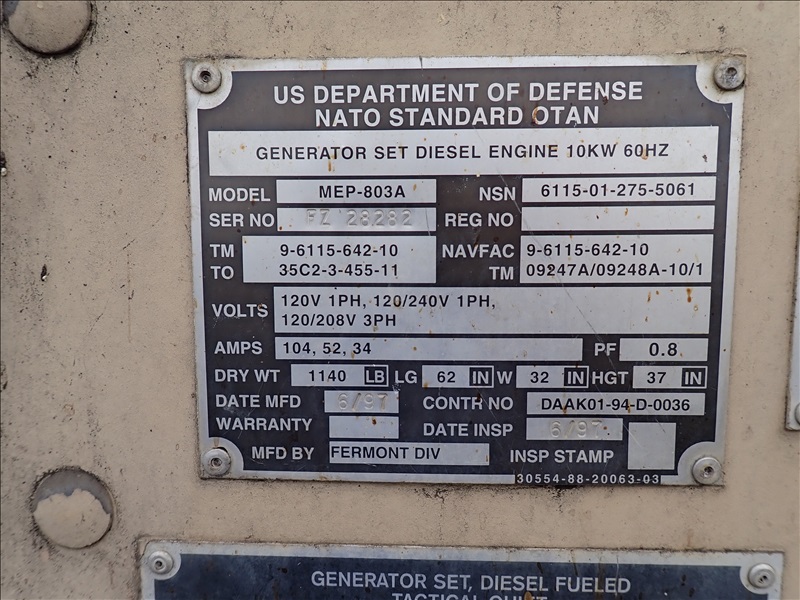 US DEPARTMENT OF DEFENSE
NATO STANDARD OTAN
GENERATOR SET DIESEL ENGINE 10KW 60HZ
MODEL MEP-803A NSN 6115-01-275-5061
SER NO FZ 28282 REG NO
TM 9-6115-642-10 NAVFAC 9-6115-642-10
TO 35C2-3-455-11 TM 09247A/09248A-10/1
VOLTS 120V 1PH, 120/240V 1PH,
120/208V 3PH
AMPS 104, 52, 34 PF 0.8
DRY WT 1140 LB LG 62 IN W 32 IN HGT 37 IN
DATE MFD 6/97 CONTR NO DAAK01-94-D-0036
WARRANTY DATE INSP 6/97
MFD BY FERMONT DIV INSP STAMP
30554-88-20063-03
GENERATOR SET, DIESEL FUELED
TACTICAL QUIET